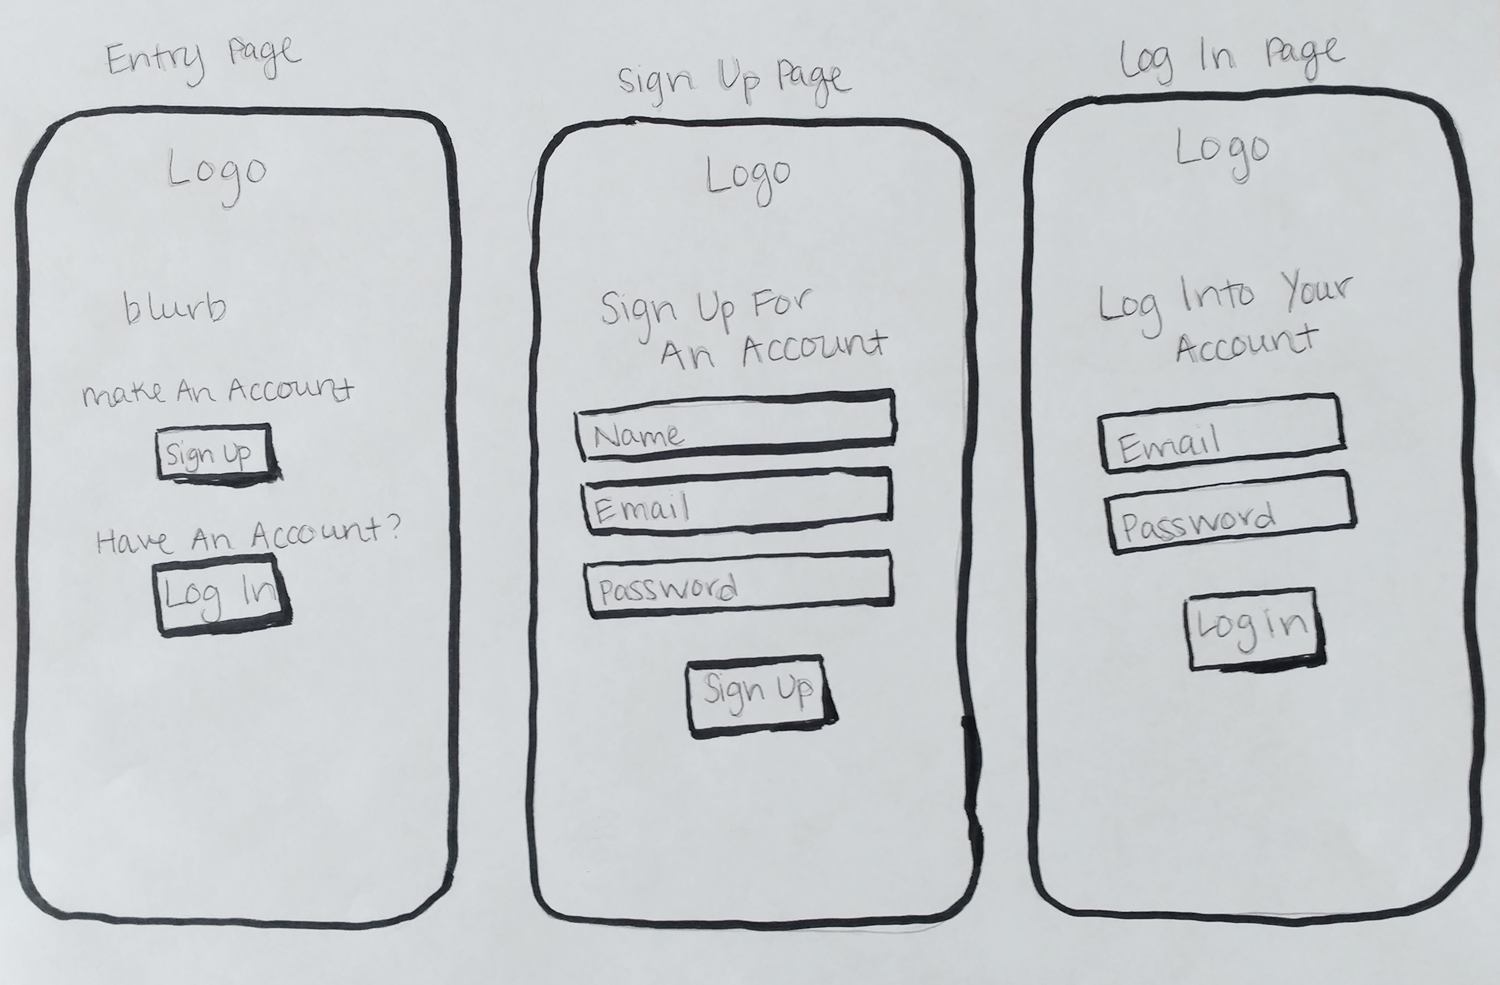 Entry Page
Logo
blurb
make An Account
Sign Up
Have An Account?
Log In
Sign Up Page
Logo
Sign Up For
An Account
Name
Email
Password
Sign Up
Log In Page
Logo
Log Into Your
Account
Email
Password
Login